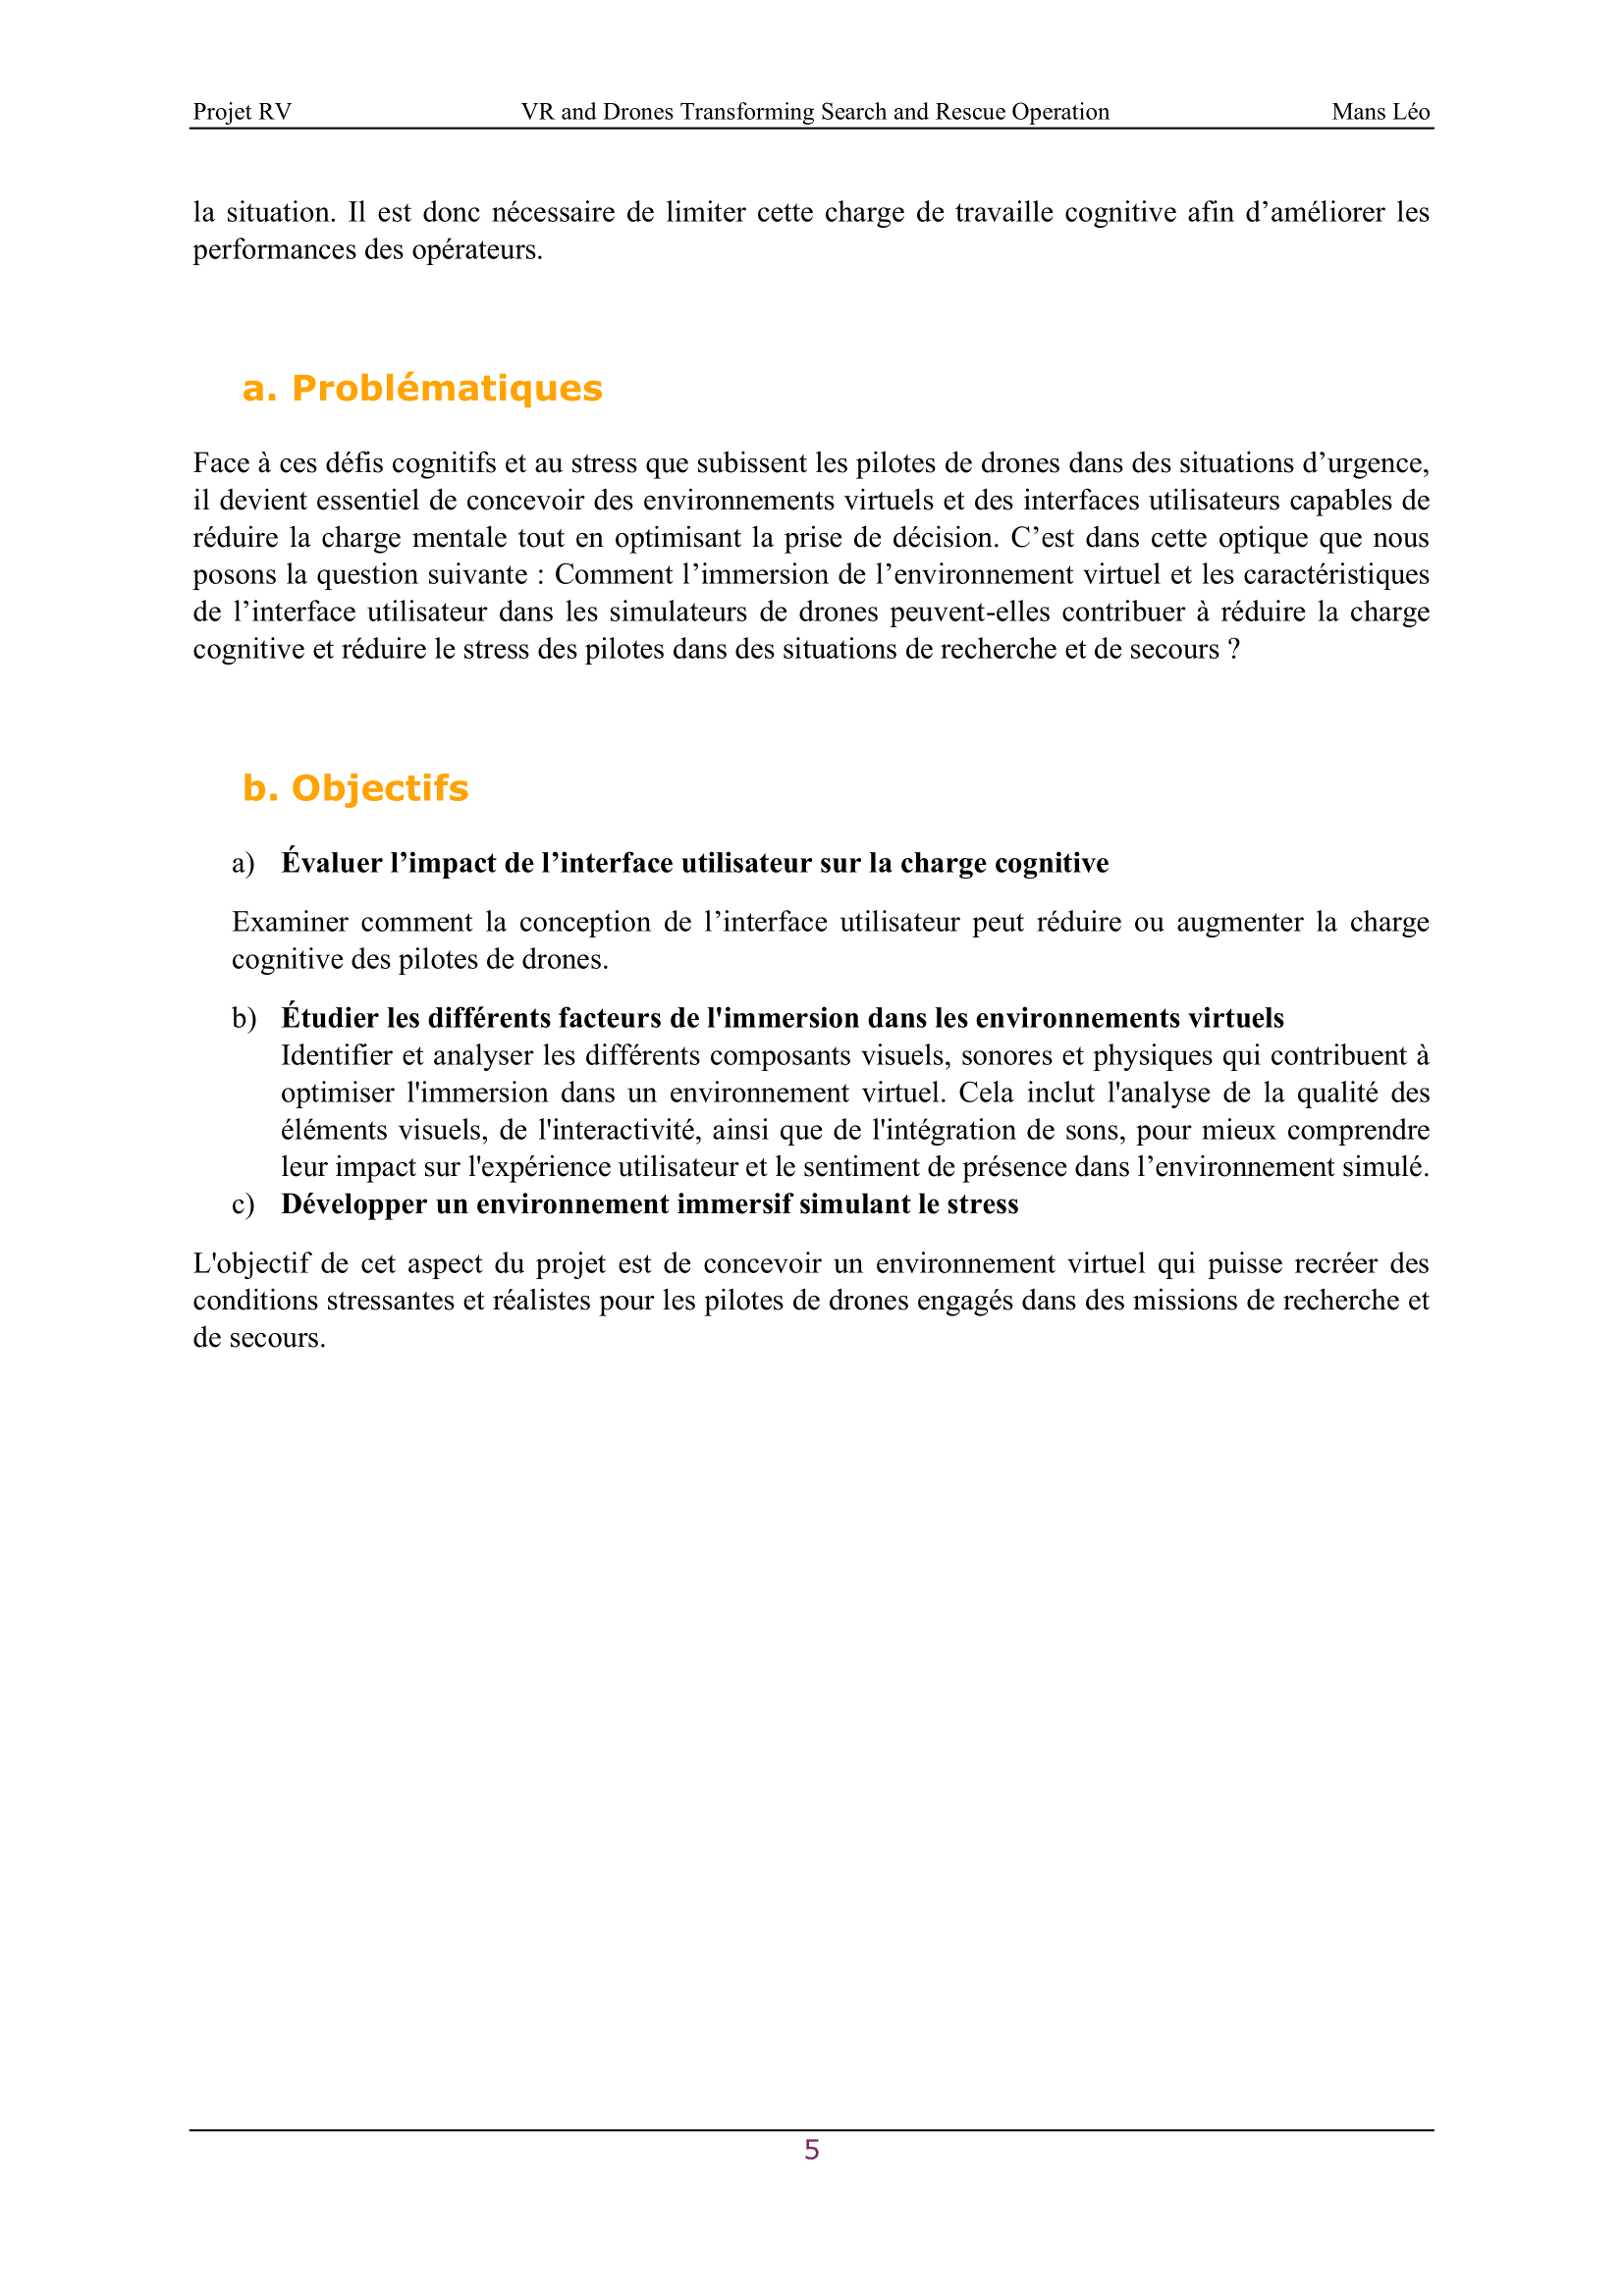 Projet RV VR and Drones Transforming Search and Rescue Operation Mans Léo
la situation. Il est donc nécessaire de limiter cette charge de travaille cognitive afin d’améliorer les
performances des opérateurs.
a. Problématiques
Face à ces défis cognitifs et au stress que subissent les pilotes de drones dans des situations d’urgence,
il devient essentiel de concevoir des environnements virtuels et des interfaces utilisateurs capables de
réduire la charge mentale tout en optimisant la prise de décision. C’est dans cette optique que nous
posons la question suivante : Comment l’immersion de l’environnement virtuel et les caractéristiques
de l’interface utilisateur dans les simulateurs de drones peuvent-elles contribuer à réduire la charge
cognitive et réduire le stress des pilotes dans des situations de recherche et de secours ?
b. Objectifs
a) Évaluer l’impact de l’interface utilisateur sur la charge cognitive
Examiner comment la conception de l’interface utilisateur peut réduire ou augmenter la charge
cognitive des pilotes de drones.
b) Étudier les différents facteurs de l'immersion dans les environnements virtuels
Identifier et analyser les différents composants visuels, sonores et physiques qui contribuent à
optimiser l'immersion dans un environnement virtuel. Cela inclut l'analyse de la qualité des
éléments visuels, de l'interactivité, ainsi que de l'intégration de sons, pour mieux comprendre
leur impact sur l'expérience utilisateur et le sentiment de présence dans l’environnement simulé.
c) Développer un environnement immersif simulant le stress
L'objectif de cet aspect du projet est de concevoir un environnement virtuel qui puisse recréer des
conditions stressantes et réalistes pour les pilotes de drones engagés dans des missions de recherche et
de secours.
5